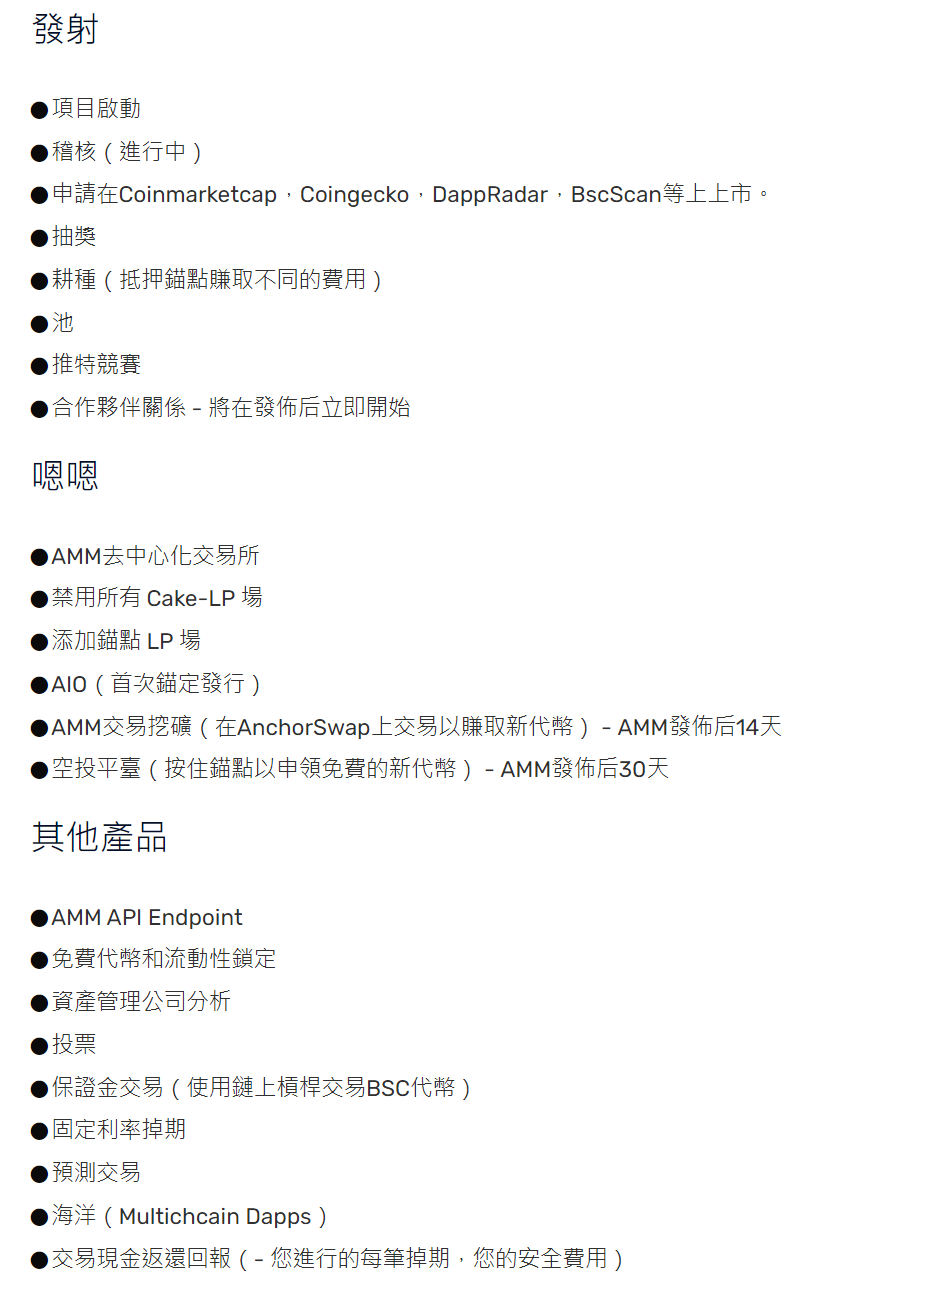 發射
●項目啟動
●稽核（進行中）
●申請在Coinmarketcap，Coingecko，DappRadar，BscScan等上上市。
●抽獎
●耕種（抵押錨點賺取不同的費用）
●池
●推特競賽
●合作夥伴關係 - 將在發佈后立即開始
嗯嗯
●AMM去中心化交易所
●禁用所有 Cake-LP 場
●添加錨點 LP 場
●AIO（首次錨定發行）
●AMM交易挖礦（在AnchorSwap上交易以賺取新代幣） - AMM發佈后14天
●空投平臺（按住錨點以申領免費的新代幣） - AMM發佈后30天
其他產品
●AMM API Endpoint
●免費代幣和流動性鎖定
●資產管理公司分析
●投票
●保證金交易（使用鏈上槓桿交易BSC代幣）
●固定利率掉期
●預測交易
●海洋（Multichcain Dapps）
●交易現金返還回報（- 您進行的每筆掉期，您的安全費用）